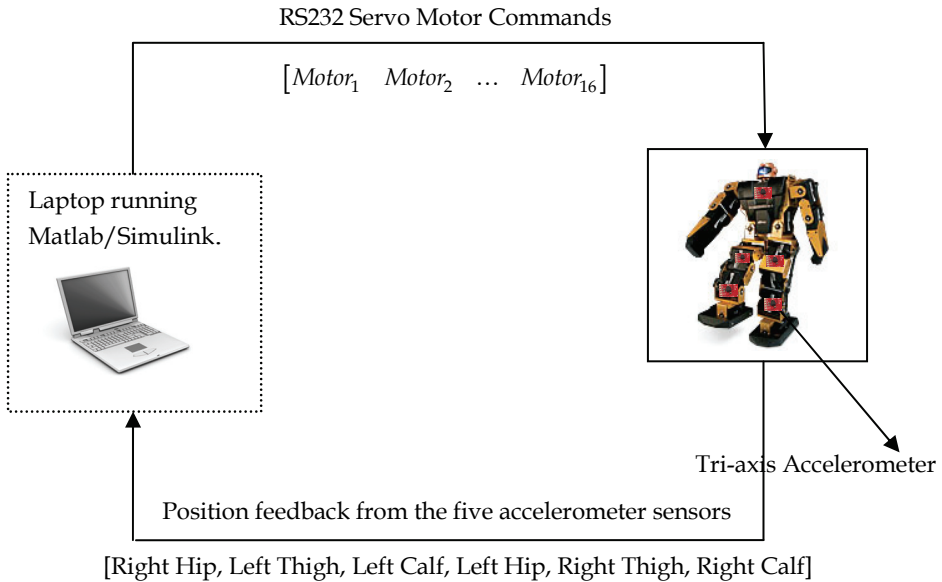 RS232 Servo Motor Commands
[Motor₁ Motor₂ … Motor₁₆]
Laptop running
Matlab/Simulink.
Tri-axis Accelerometer
Position feedback from the five accelerometer sensors
[Right Hip, Left Thigh, Left Calf, Left Hip, Right Thigh, Right Calf]